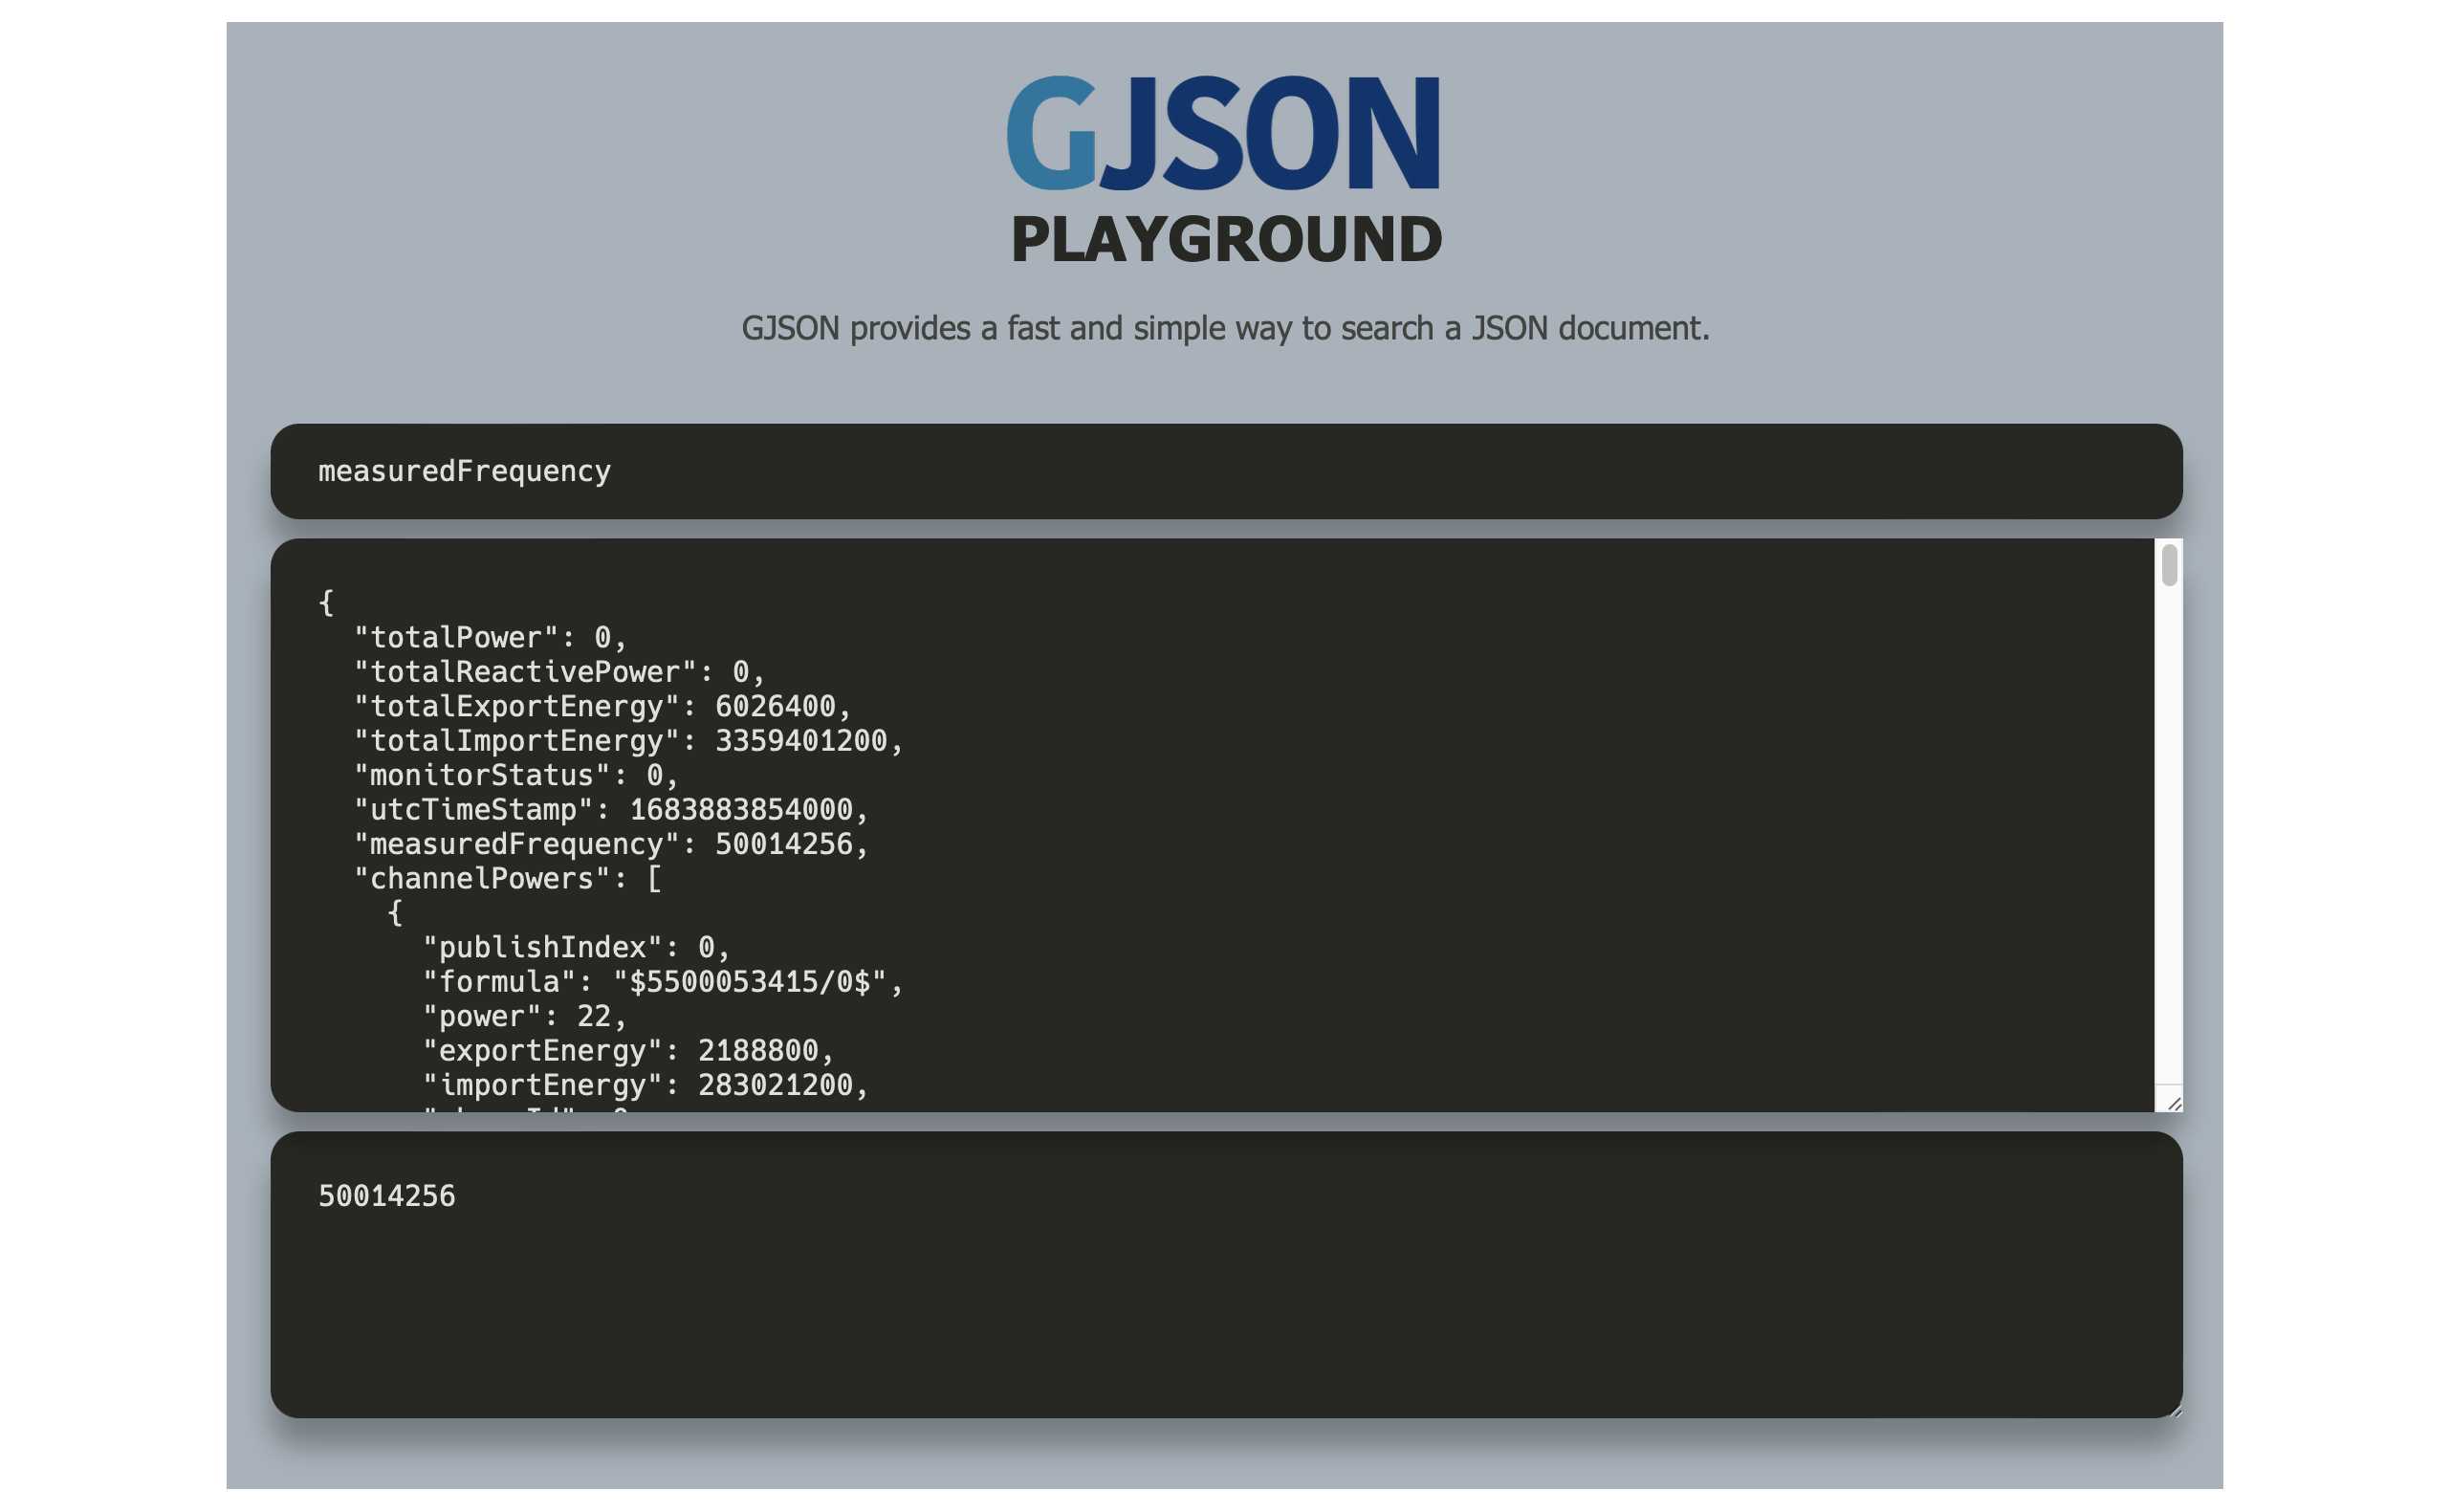 GJSON
PLAYGROUND
GJSON provides a fast and simple way to search a JSON document.
measuredFrequency
{
  "totalPower": 0,
  "totalReactivePower": 0,
  "totalExportEnergy": 6026400,
  "totalImportEnergy": 3359401200,
  "monitorStatus": 0,
  "utcTimeStamp": 1683883854000,
  "measuredFrequency": 50014256,
  "channelPowers": [
    {
      "publishIndex": 0,
      "formula": "$5500053415/0$",
      "power": 22,
      "exportEnergy": 2188800,
      "importEnergy": 283021200,
50014256